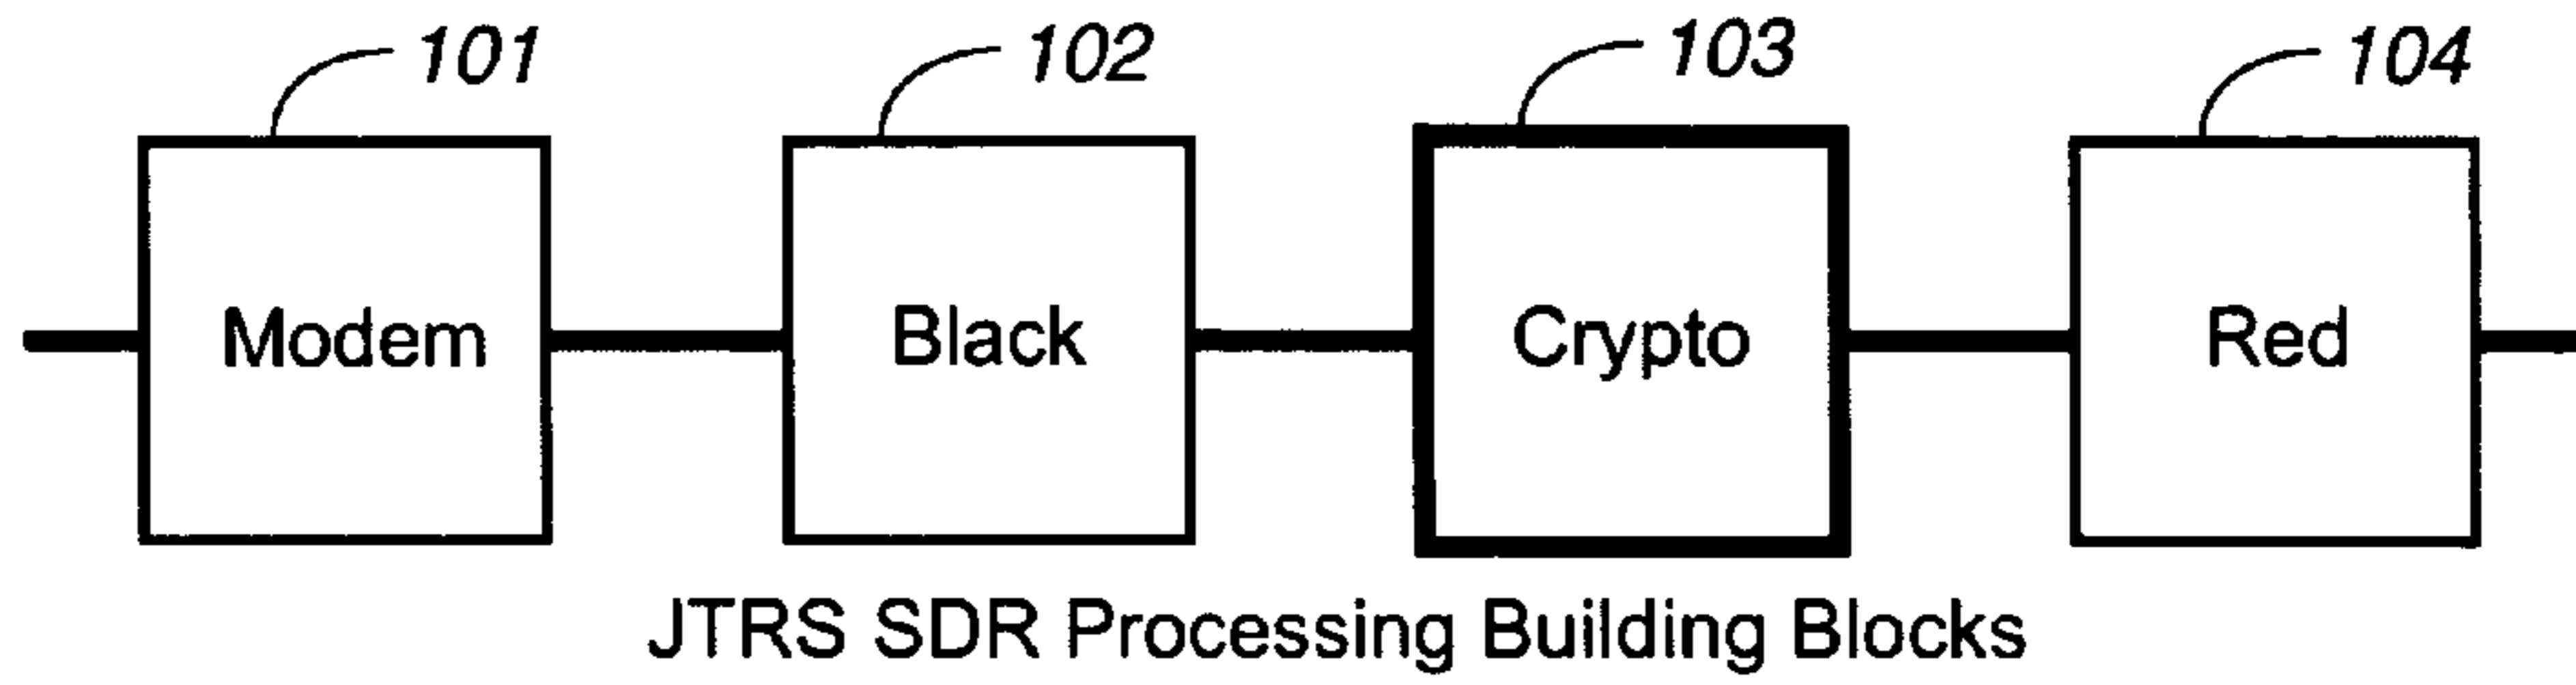 101 102 103 104
Modem Black Crypto Red
JTRS SDR Processing Building Blocks